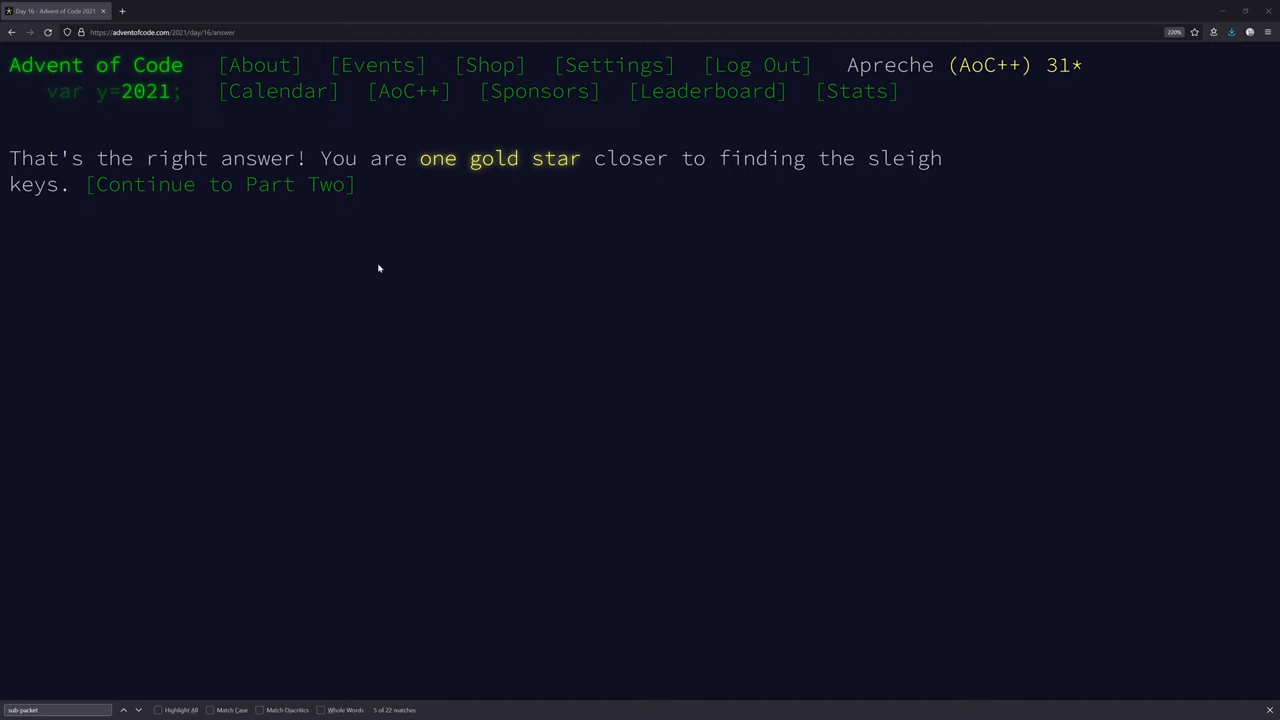 Day 16 - Advent of Code 2021
https://adventofcode.com/2021/day/16/answer
220%
Advent of Code [About] [Events] [Shop] [Settings] [Log Out] Apreche (AoC++) 31*
var y=2021; [Calendar] [AoC++] [Sponsors] [Leaderboard] [Stats]
That's the right answer! You are one gold star closer to finding the sleigh
keys. [Continue to Part Two]
sub-packet Highlight All Match Case Match Diacritics Whole Words 5 of 22 matches